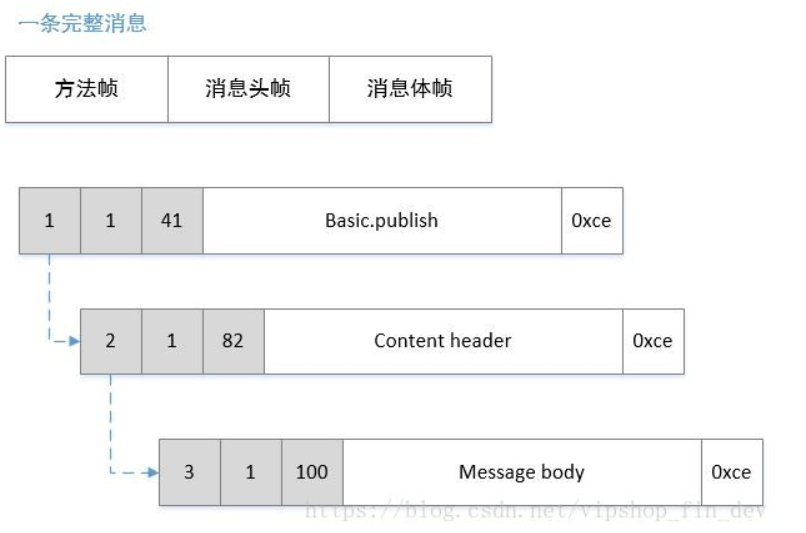 一条完整消息
方法帧 消息头帧 消息体帧
1 1 41 Basic.publish 0xce
2 1 82 Content header 0xce
3 1 100 Message body 0xce
https://blog.csdn.net/vipshop_fin_dev